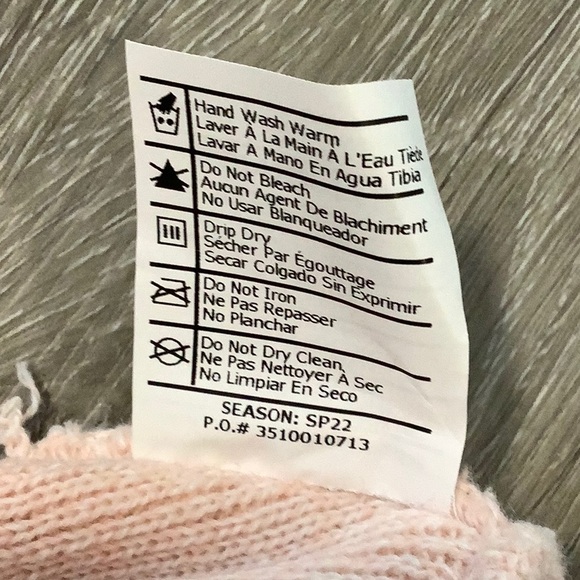 Hand Wash Warm
Laver À La Main À L'Eau Tiède
Lavar A Mano En Agua Tibia
Do Not Bleach
Aucun Agent De Blachiment
No Usar Blanqueador
Drip Dry
Sécher Par Égouttage
Secar Colgado Sin Exprimir
Do Not Iron
Ne Pas Repasser
No Planchar
Do Not Dry Clean
Ne Pas Nettoyer À Sec
No Limpiar En Seco
SEASON: SP22
P.O.# 3510010713